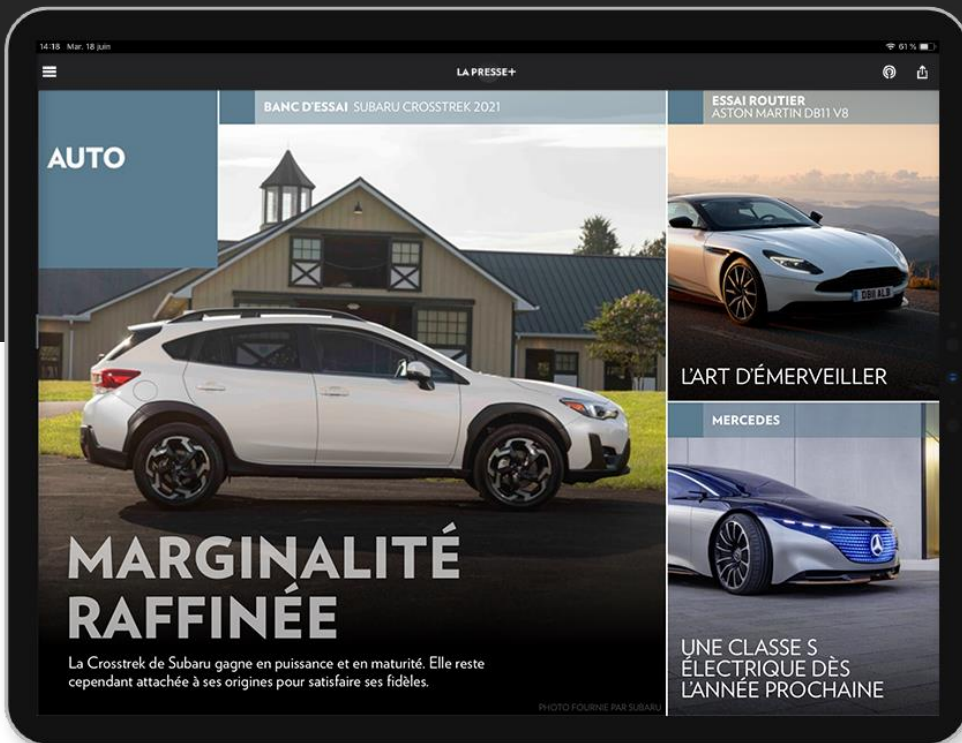 14:18 Mar. 18 juin
61 %
LA PRESSE+
AUTO
BANC D'ESSAI SUBARU CROSSTREK 2021
MARGINALITÉ
RAFFINÉE
La Crosstrek de Subaru gagne en puissance et en maturité. Elle reste
cependant attachée à ses origines pour satisfaire ses fidèles.
PHOTO FOURNIE PAR SUBARU
ESSAI ROUTIER
ASTON MARTIN DB11 V8
DB11 ALB
L'ART D'ÉMERVEILLER
MERCEDES
UNE CLASSE S
ÉLECTRIQUE DÈS
L'ANNÉE PROCHAINE